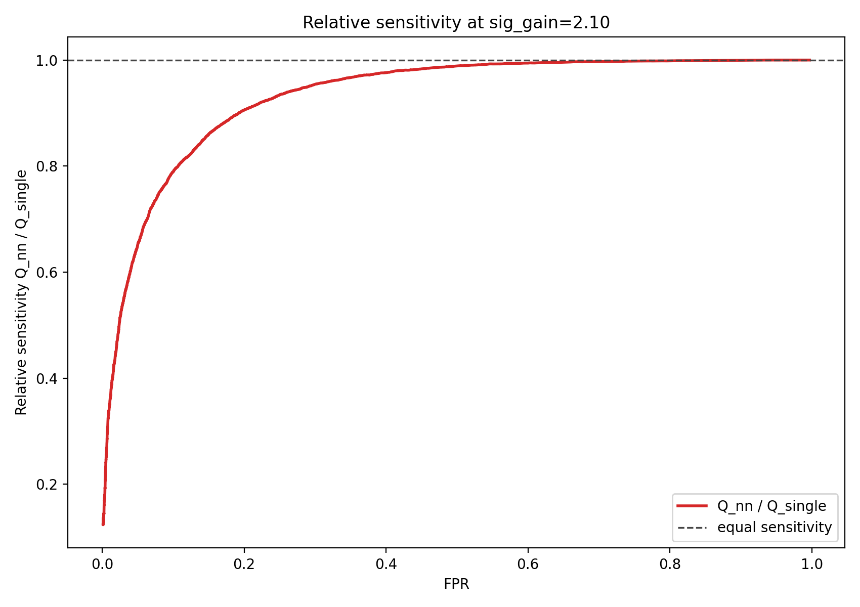 Relative sensitivity at sig_gain=2.10
Relative sensitivity Q_nn / Q_single
1.0
0.8
0.6
0.4
0.2
0.0
0.2
0.4
0.6
0.8
1.0
FPR
Q_nn / Q_single
equal sensitivity